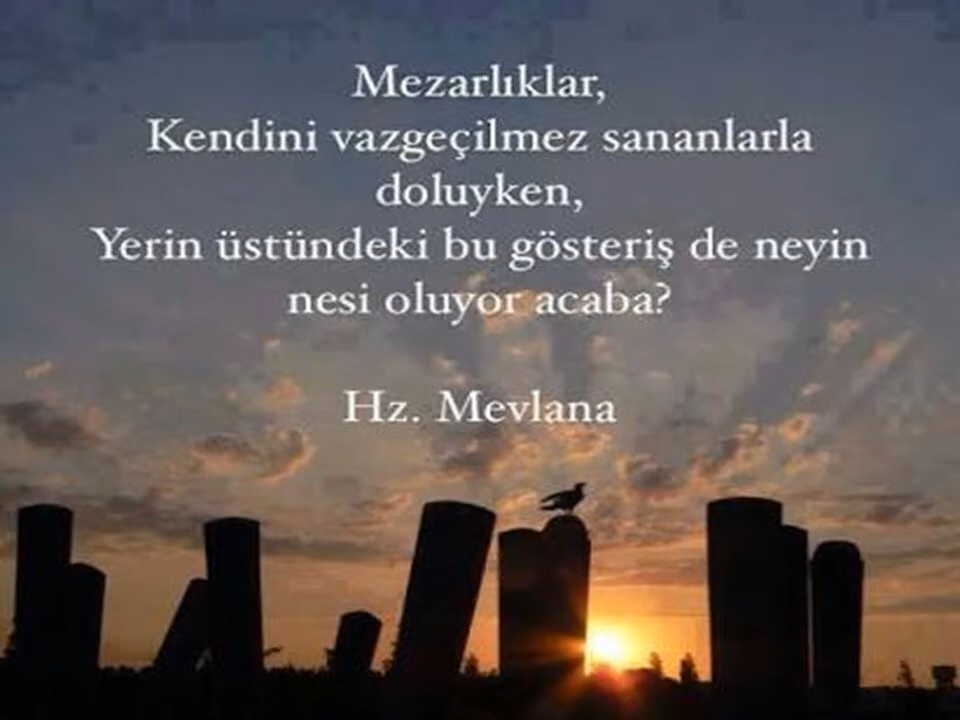 Mezarlıklar,
Kendini vazgeçilmez sananlarla
doluyken,
Yerin üstündeki bu gösteriş de neyin
nesi oluyor acaba?
Hz. Mevlana